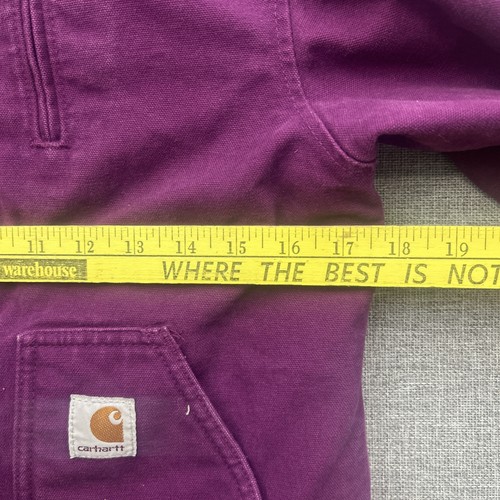 11 12 13 14 15 16 17 18 19
warehouse WHERE THE BEST IS NOT
carhartt